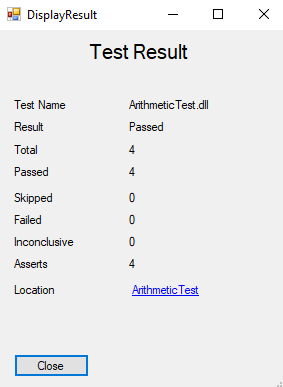 DisplayResult
Test Result
Test Name ArithmeticTest.dll
Result Passed
Total 4
Passed 4
Skipped 0
Failed 0
Inconclusive 0
Asserts 4
Location ArithmeticTest
Close